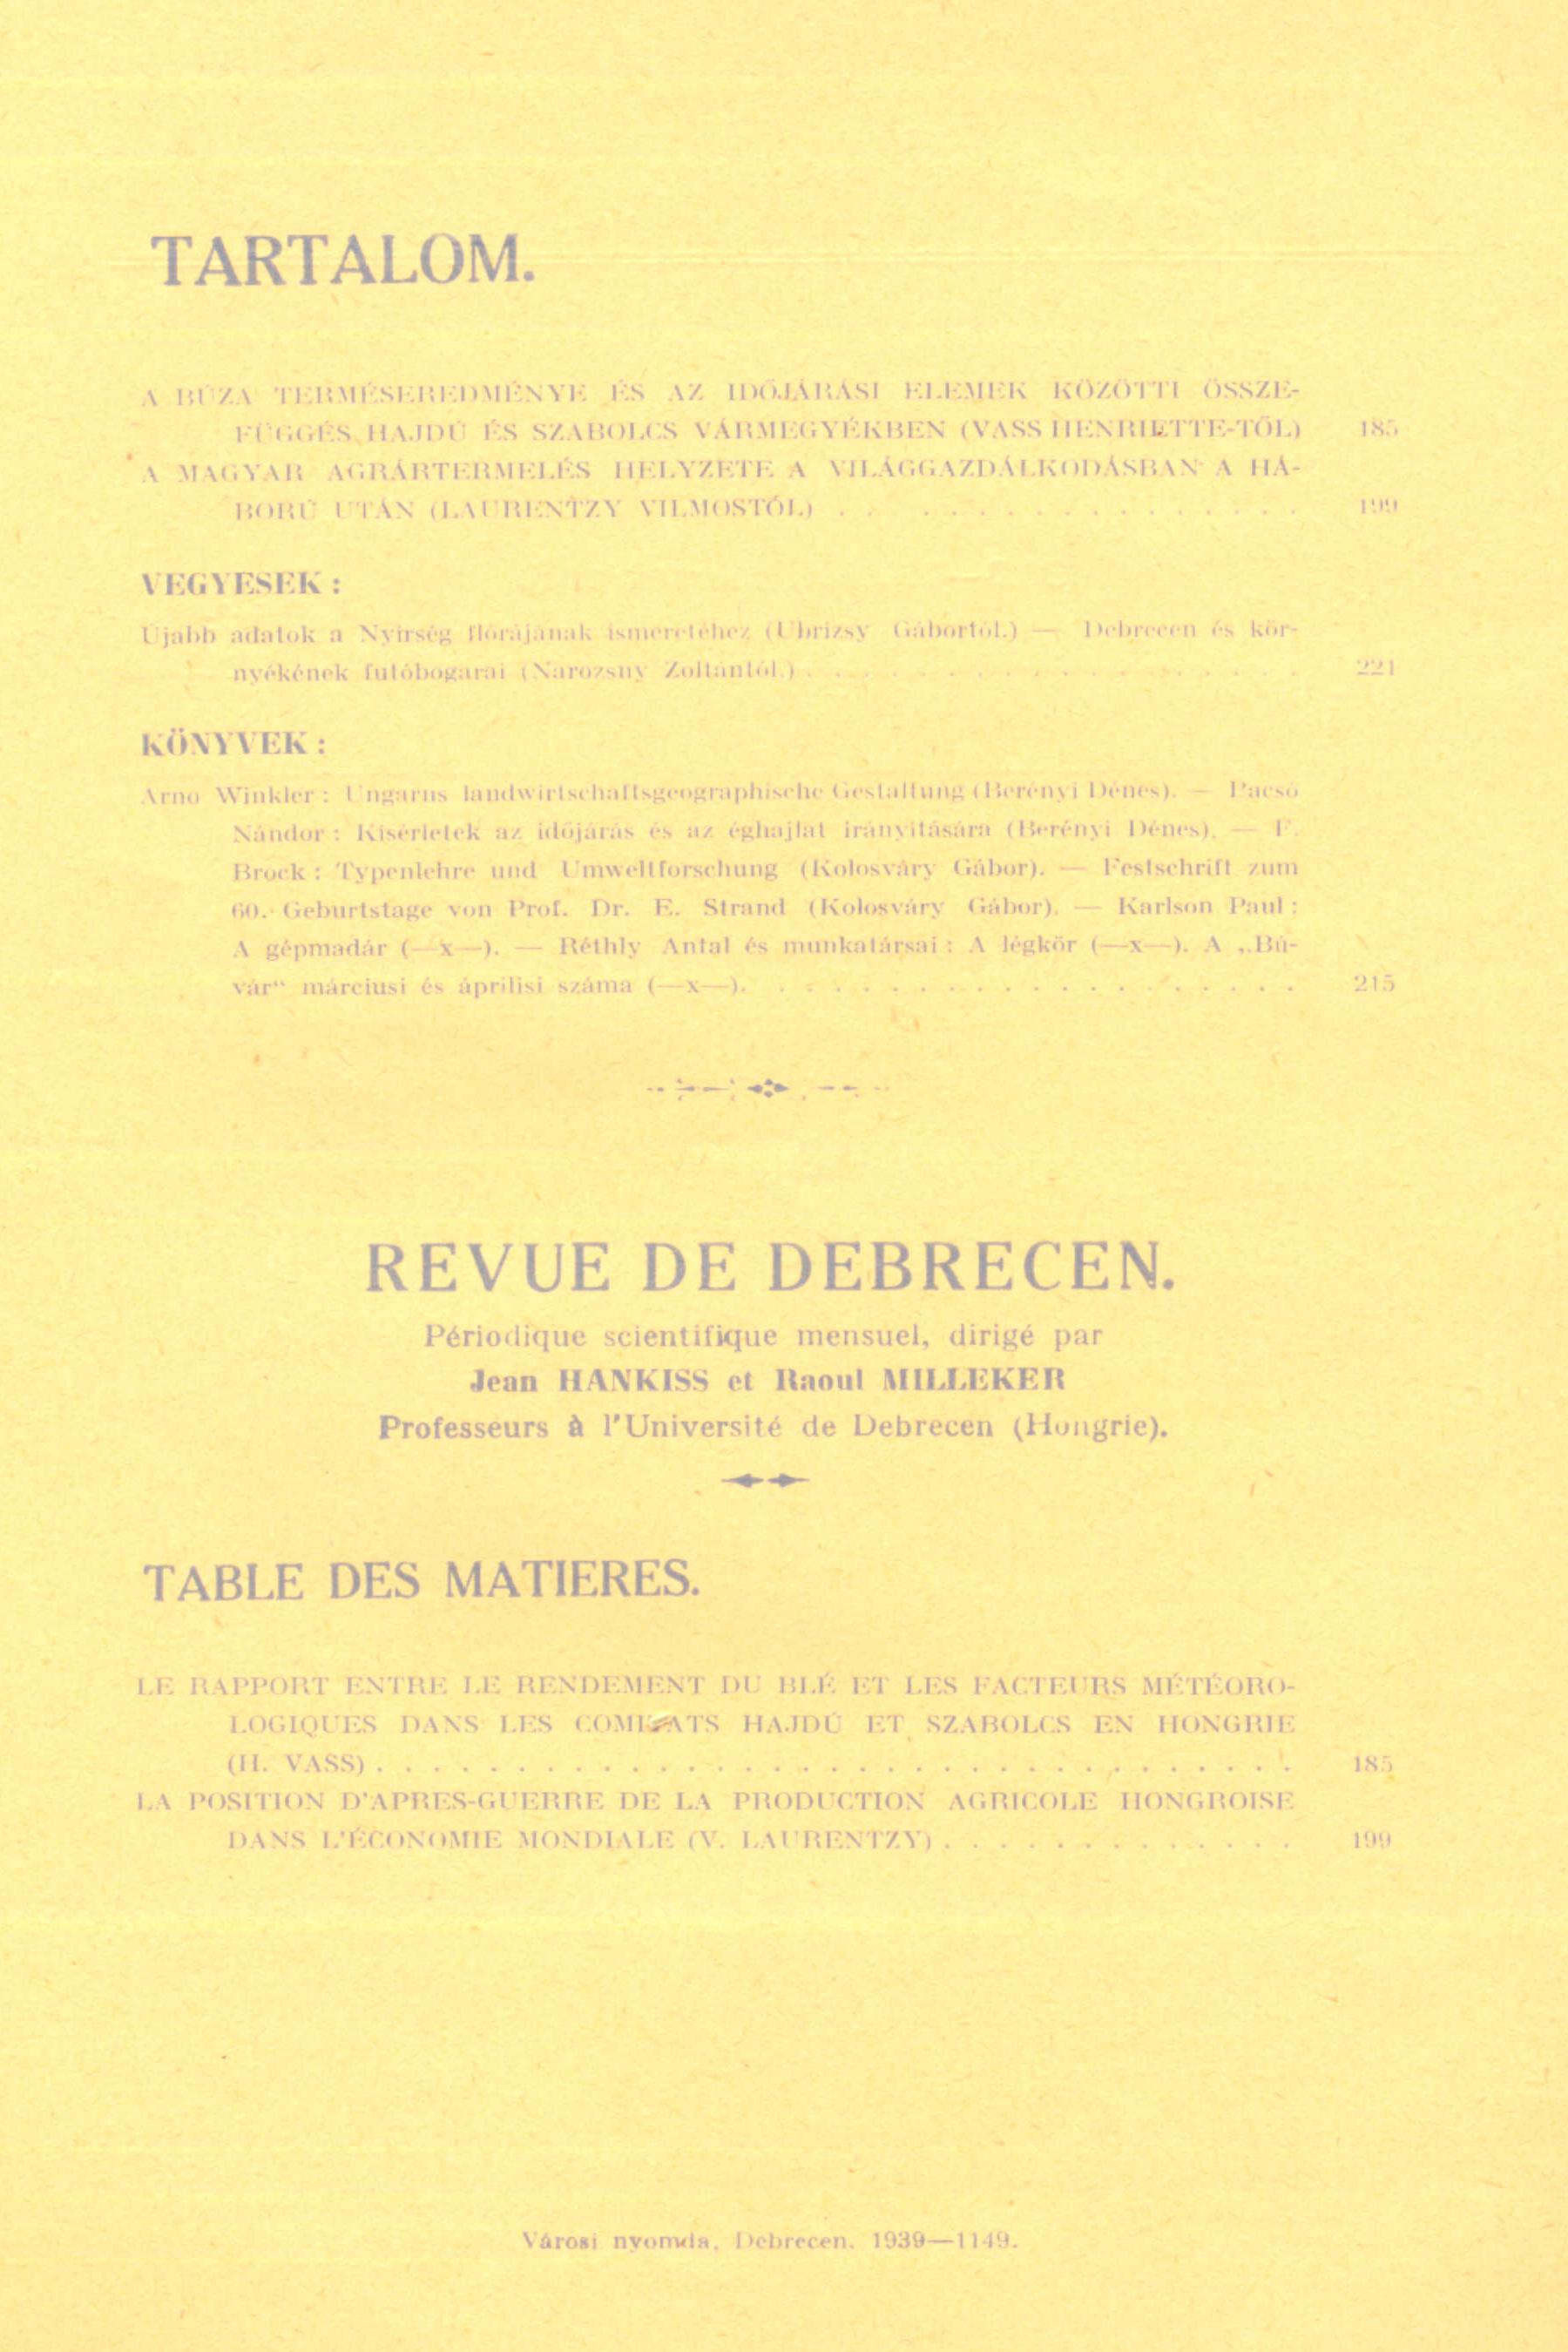 TARTALOM.
A BÚZA TERMÉSEREDMÉNYE ÉS AZ IDŐJÁRÁSI ELEMEK KÖZÖTTI ÖSSZE-
FÜGGÉS HAJDÚ ÉS SZABOLCS VÁRMEGYÉKBEN (VASS HENRIETTE-TŐL) 185
A MAGYAR AGRÁRTERMELÉS HELYZETE A VILÁGGAZDÁLKODÁSBAN A HÁ-
BORÚ UTÁN (LAURENTZY VILMOSTÓL) . . . . . . . . . . . . . . . . 199
VEGYESEK :
Ujabb adatok a Nyirség flórájának ismeretéhez (Ubrizsy Gábortól.) — Debrecen és kör-
nyékének futóbogarai (Narozsny Zoltántól.) . . . . . . . . . . . . . . . . . . 221
KÖNYVEK :
Arno Winkler : Ungarns landwirtschaftsgeographische Gestaltung (Berényi Dénes). — Pacsó
Nándor : Kisérletek az időjárás és az éghajlat irányitására (Berényi Dénes). — F.
Brock : Typenlehre und Umweltforschung (Kolosváry Gábor). — Festschrift zum
60. Geburtstage von Prof. Dr. E. Strand (Kolosváry Gábor). — Karlson Paul :
A gépmadár (—x—). — Réthly Antal és munkatársai : A légkör (—x—). A „Bú-
vár“ márciusi és áprilisi száma (—x—). . . . . . . . . . . . . . . . . . . . 215
REVUE DE DEBRECEN.
Périodique scientifique mensuel, dirigé par
Jean HANKISS et Raoul MILLEKER
Professeurs à l'Université de Debrecen (Hongrie).
TABLE DES MATIERES.
LE RAPPORT ENTRE LE RENDEMENT DU BLÉ ET LES FACTEURS MÉTÉORO-
LOGIQUES DANS LES COMITATS HAJDÚ ET SZABOLCS EN HONGRIE
(H. VASS) . . . . . . . . . . . . . . . . . . . . . . . . . . . . . . . . . 185
LA POSITION D'APRES-GUERRE DE LA PRODUCTION AGRICOLE HONGROISE
DANS L'ÉCONOMIE MONDIALE (V. LAURENTZY) . . . . . . . . . . . . . 199
Városi nyomda, Debrecen. 1939—1149.